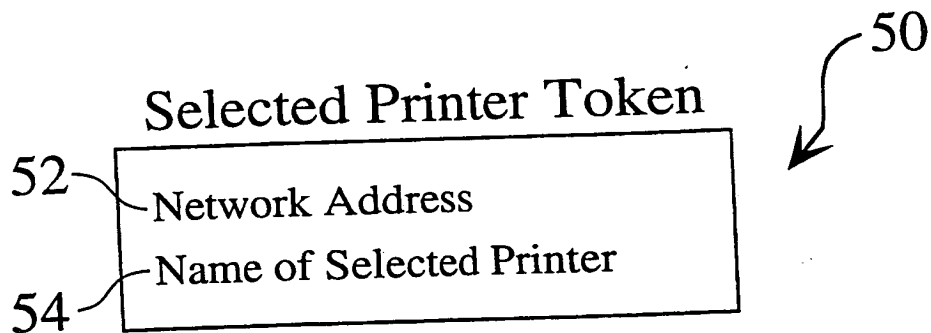 50
Selected Printer Token
52
Network Address
Name of Selected Printer
54